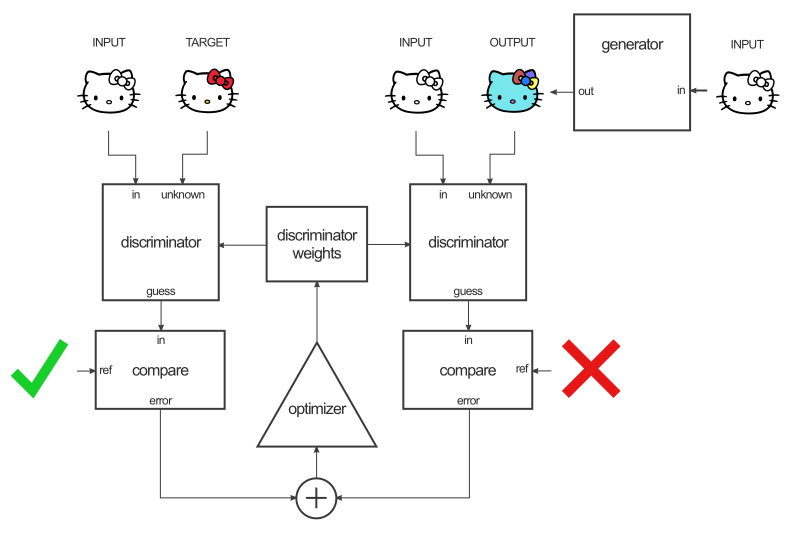 INPUT
TARGET
INPUT
OUTPUT
generator
INPUT
out
in
in
unknown
in
unknown
discriminator
discriminator
weights
discriminator
guess
guess
in
in
ref
compare
compare
ref
error
optimizer
error